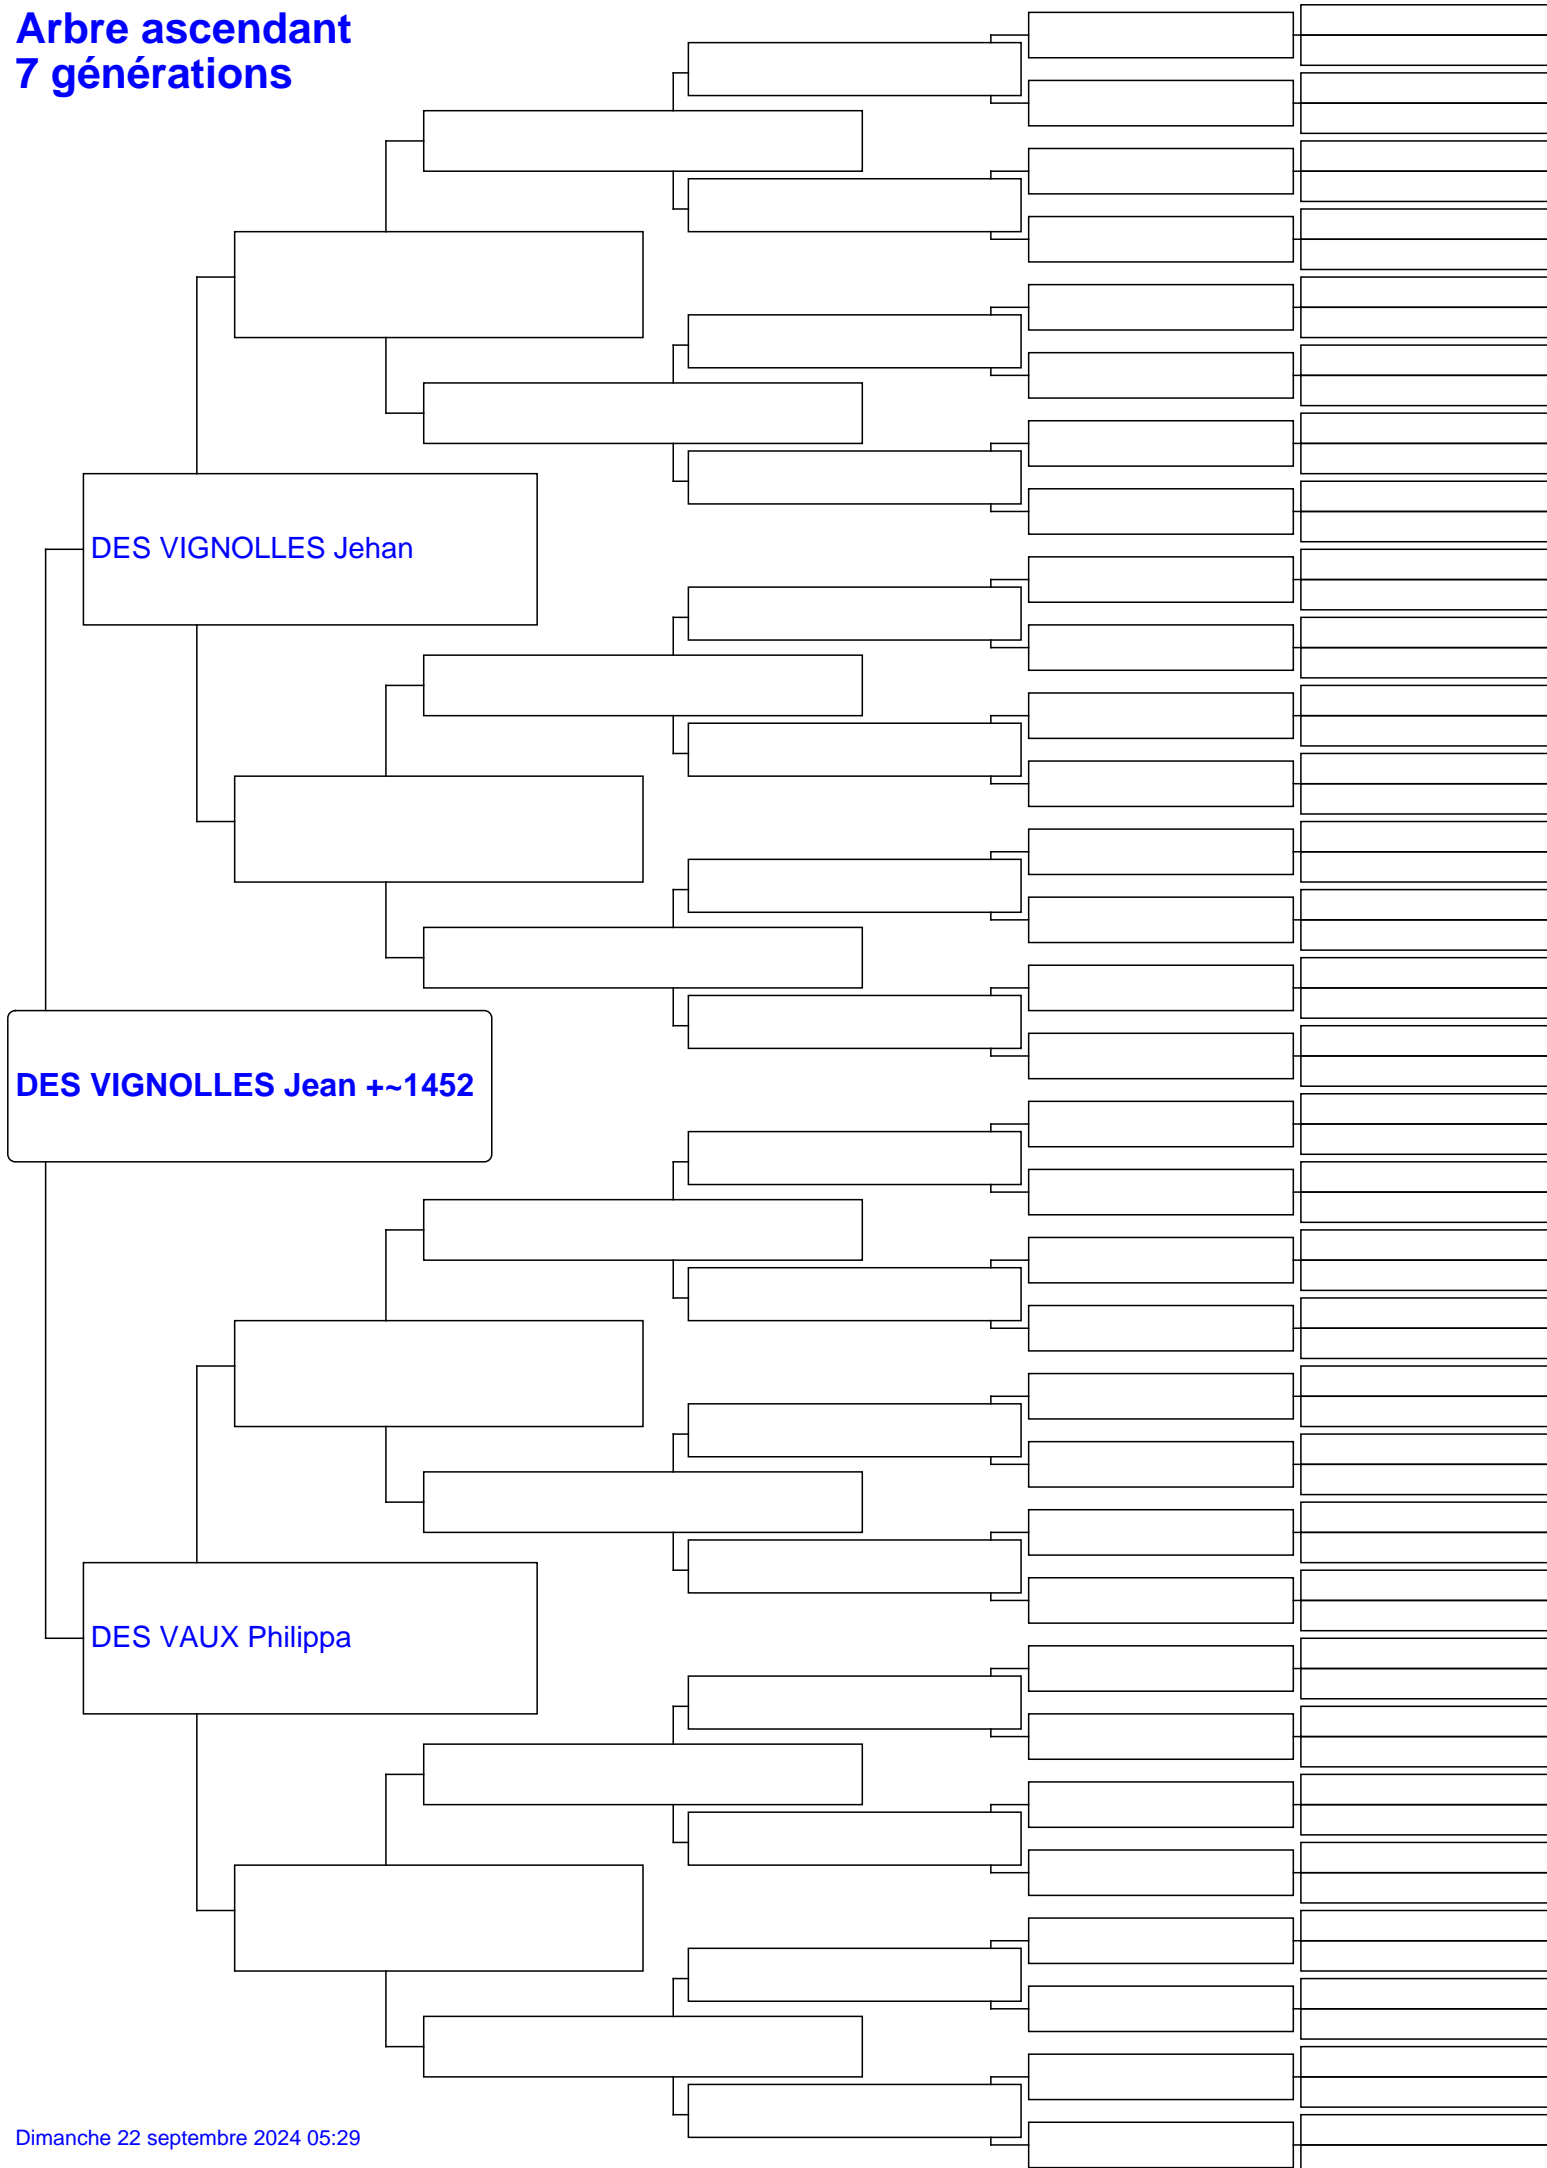 Arbre ascendant
7 générations
DES VIGNOLLES Jehan
DES VIGNOLLES Jean +~1452
DES VAUX Philippa
Dimanche 22 septembre 2024 05:29